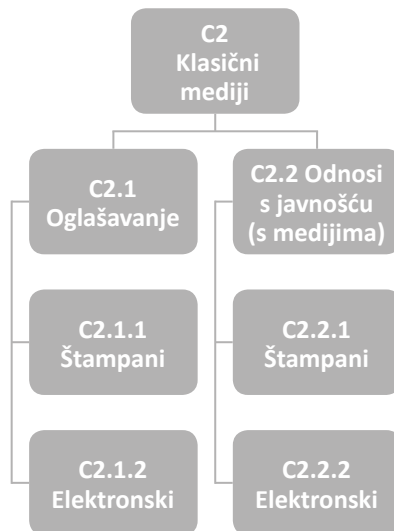 C2
Klasični
mediji
C2.1
Oglašavanje
C2.2 Odnosi
s javnošću
(s medijima)
C2.1.1
Štampani
C2.2.1
Štampani
C2.1.2
Elektronski
C2.2.2
Elektronski